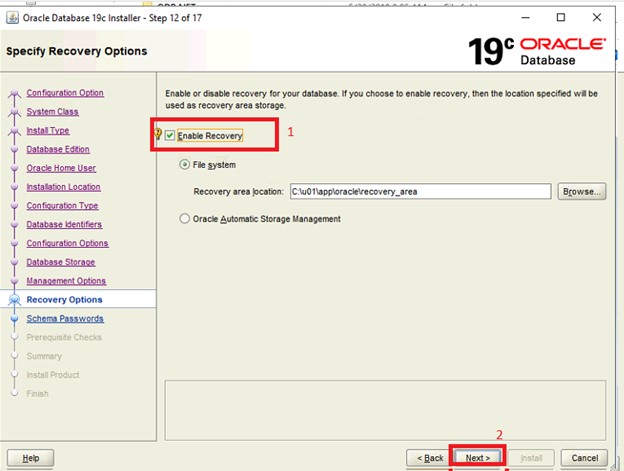 Oracle Database 19c Installer - Step 12 of 17
Specify Recovery Options
19c ORACLE
Database
Configuration Option
System Class
Install Type
Database Edition
Oracle Home User
Installation Location
Configuration Type
Database Identifiers
Configuration Options
Database Storage
Management Options
Recovery Options
Schema Passwords
Prerequisite Checks
Summary
Install Product
Finish
Enable or disable recovery for your database. If you choose to enable recovery, then the location specified will be
used as recovery area storage.
Enable Recovery
1
File system
Recovery area location: C:\u01\app\oracle\recovery_area Browse...
Oracle Automatic Storage Management
2
Help < Back Next > Install Cancel